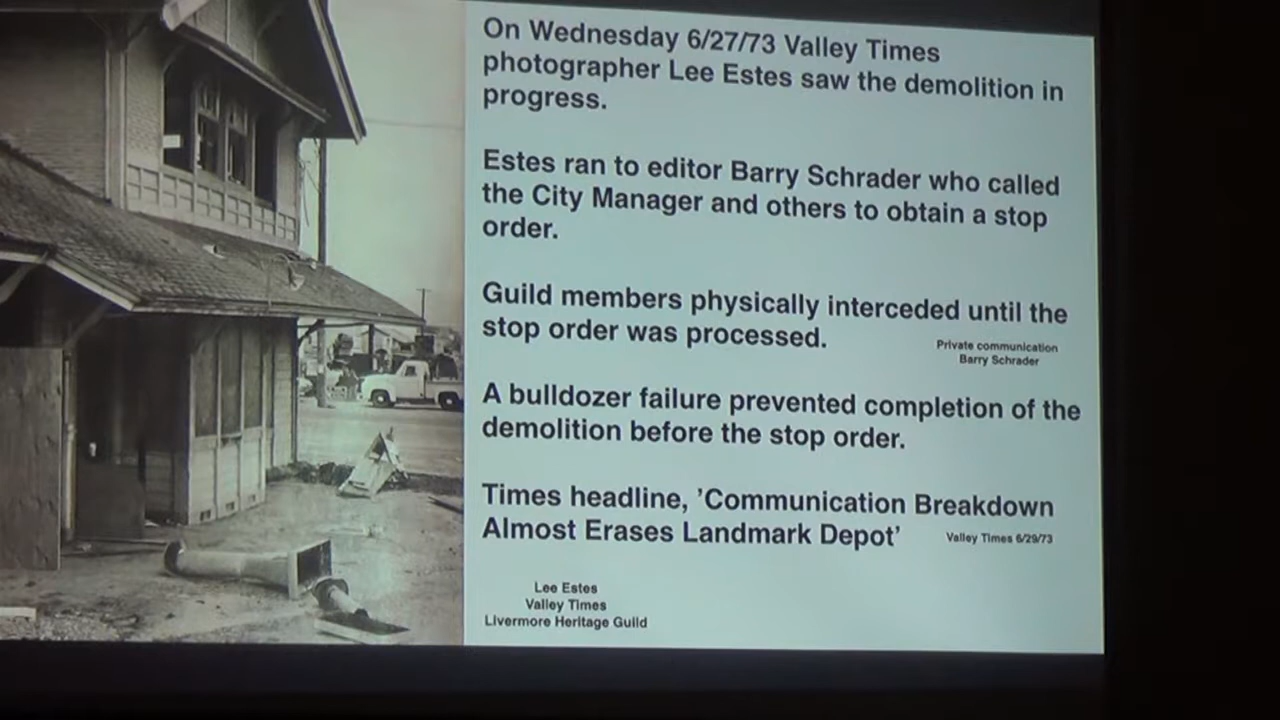 On Wednesday 6/27/73 Valley Times
photographer Lee Estes saw the demolition in
progress.
Estes ran to editor Barry Schrader who called
the City Manager and others to obtain a stop
order.
Guild members physically interceded until the
stop order was processed.
Private communication
Barry Schrader
A bulldozer failure prevented completion of the
demolition before the stop order.
Times headline, ’Communication Breakdown
Almost Erases Landmark Depot’
Valley Times 6/29/73
Lee Estes
Valley Times
Livermore Heritage Guild